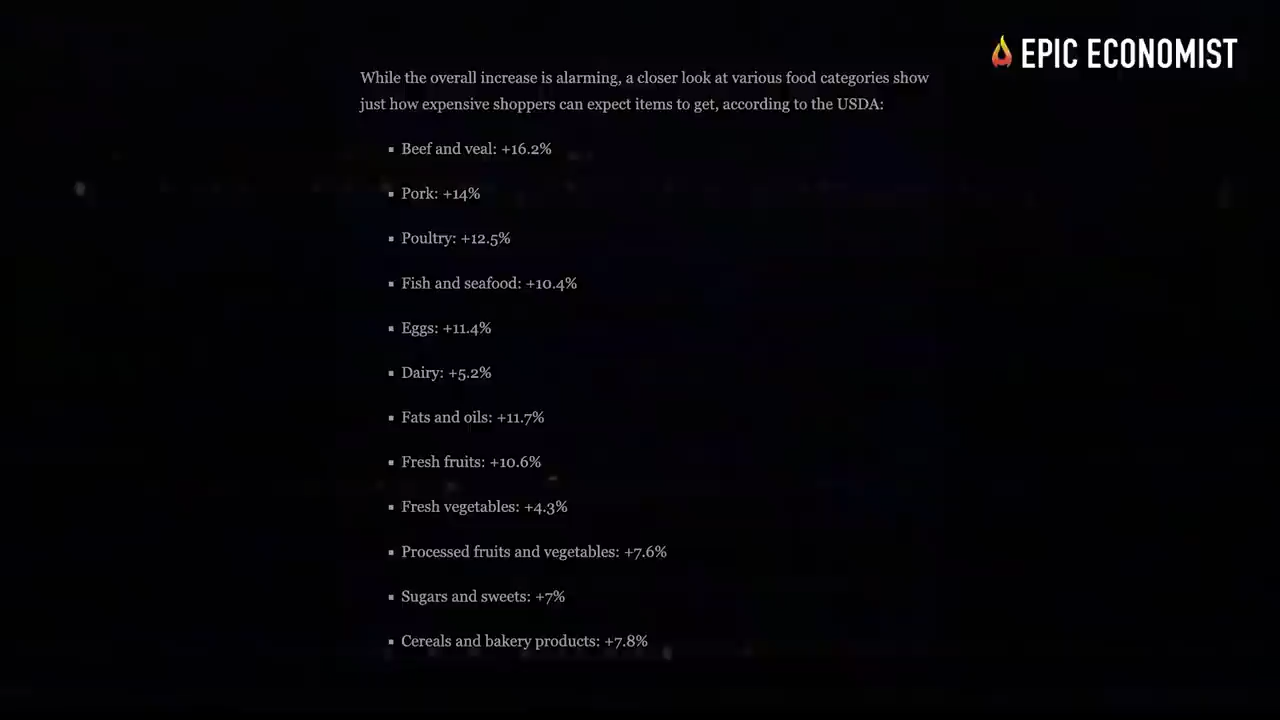 EPIC ECONOMIST
While the overall increase is alarming, a closer look at various food categories show
just how expensive shoppers can expect items to get, according to the USDA:
▪ Beef and veal: +16.2%
▪ Pork: +14%
▪ Poultry: +12.5%
▪ Fish and seafood: +10.4%
▪ Eggs: +11.4%
▪ Dairy: +5.2%
▪ Fats and oils: +11.7%
▪ Fresh fruits: +10.6%
▪ Fresh vegetables: +4.3%
▪ Processed fruits and vegetables: +7.6%
▪ Sugars and sweets: +7%
▪ Cereals and bakery products: +7.8%